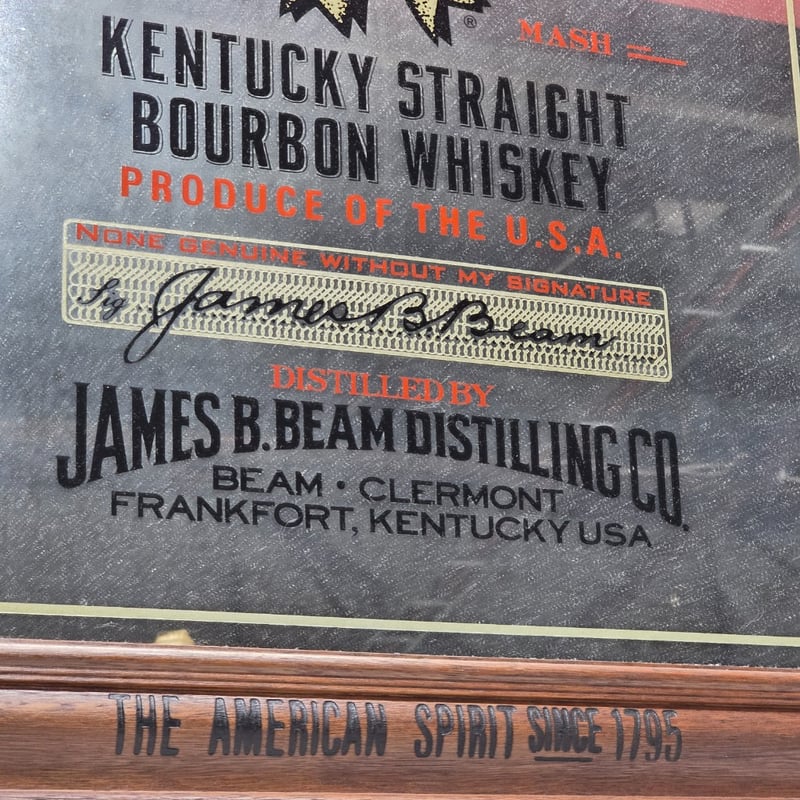 ®
MASH
KENTUCKY STRAIGHT
BOURBON WHISKEY
PRODUCE OF THE U.S.A.
NONE GENUINE WITHOUT MY SIGNATURE
Sig James B. Beam
DISTILLED BY
JAMES B. BEAM DISTILLING CO.
BEAM • CLERMONT
FRANKFORT, KENTUCKY USA
THE AMERICAN SPIRIT SINCE 1795